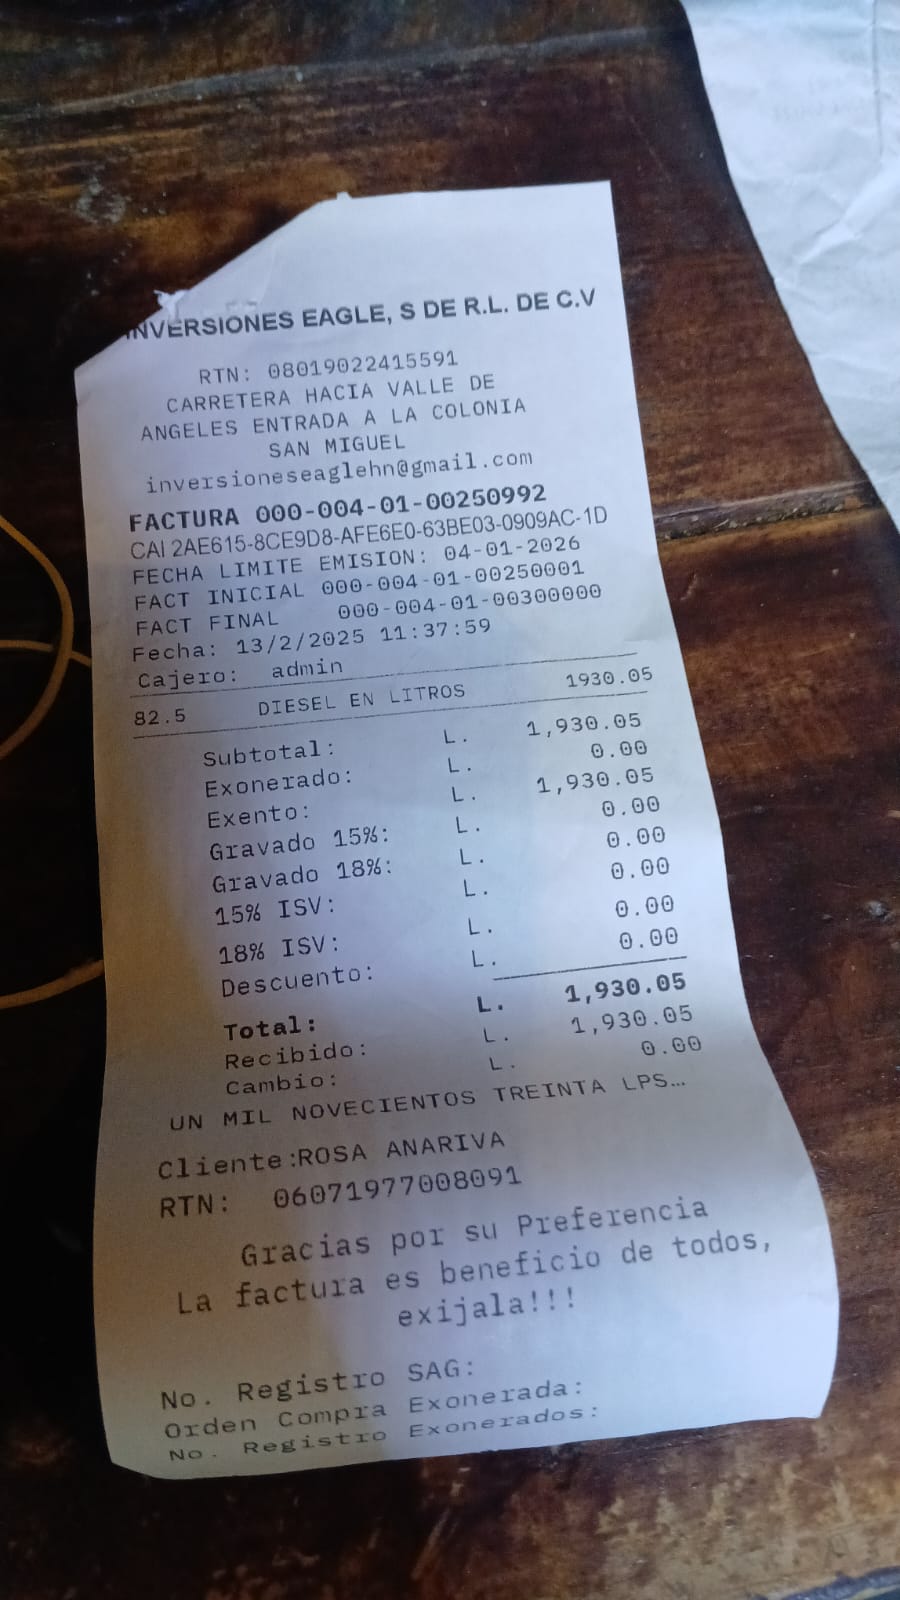 INVERSIONES EAGLE, S DE R.L. DE C.V
RTN: 08019022415591
CARRETERA HACIA VALLE DE
ANGELES ENTRADA A LA COLONIA
SAN MIGUEL
inversioneseaglehn@gmail.com
FACTURA 000-004-01-00250992
CAI 2AE615-8CE9D8-AFE6E0-63BE03-0909AC-1D
FECHA LIMITE EMISION: 04-01-2026
FACT INICIAL 000-004-01-00250001
FACT FINAL 000-004-01-00300000
Fecha: 13/2/2025 11:37:59
Cajero: admin
82.5 DIESEL EN LITROS 1930.05
Subtotal: L. 1,930.05
Exonerado: L. 0.00
Exento: L. 1,930.05
Gravado 15%: L. 0.00
Gravado 18%: L. 0.00
15% ISV: L. 0.00
18% ISV: L. 0.00
Descuento: L. 0.00
Total: L. 1,930.05
Recibido: L. 1,930.05
Cambio: L. 0.00
UN MIL NOVECIENTOS TREINTA LPS...
Cliente:ROSA ANARIVA
RTN: 06071977008091
Gracias por su Preferencia
La factura es beneficio de todos,
exijala!!!
No. Registro SAG:
Orden Compra Exonerada:
No. Registro Exonerados: